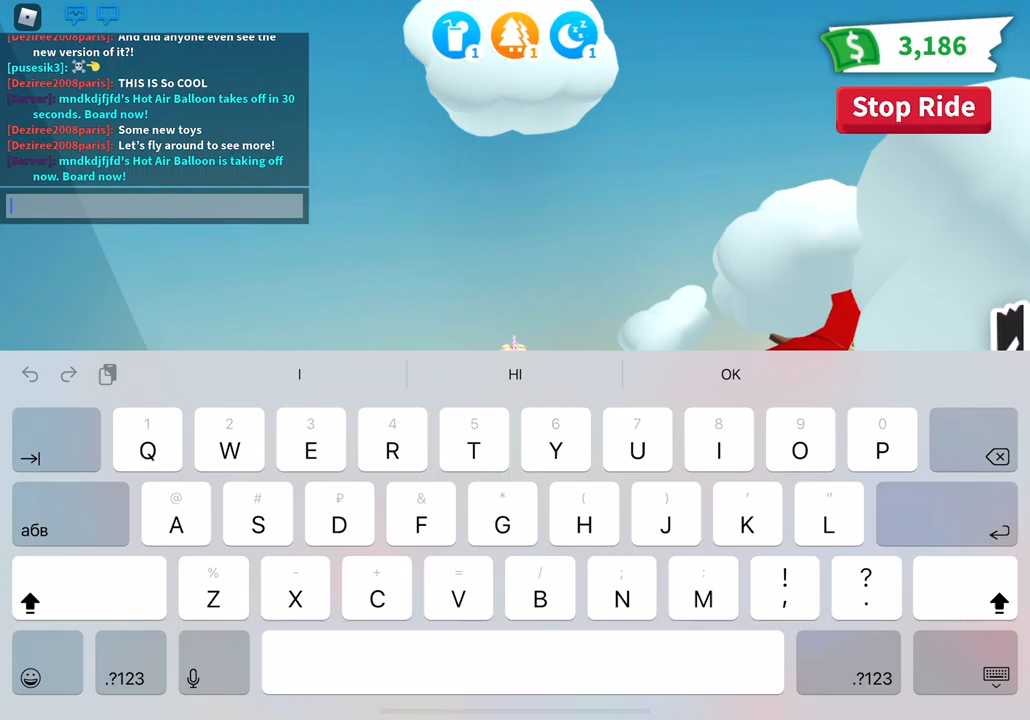 [Deziree2008paris]: And did anyone even see the
new version of it?!
[pusesik3]: ☠️👈
[Deziree2008paris]: THIS IS So COOL
[Server]: mndkdjfjfd's Hot Air Balloon takes off in 30
seconds. Board now!
[Deziree2008paris]: Some new toys
[Deziree2008paris]: Let's fly around to see more!
[Server]: mndkdjfjfd's Hot Air Balloon is taking off
now. Board now!
1 1 1
3,186
Stop Ride
I HI OK
1 2 3 4 5 6 7 8 9 0
Q W E R T Y U I O P
@ # ₽ & * ( ) ' "
абв A S D F G H J K L
% - + = / ; : ! ?
Z X C V B N M , .
.?123 .?123